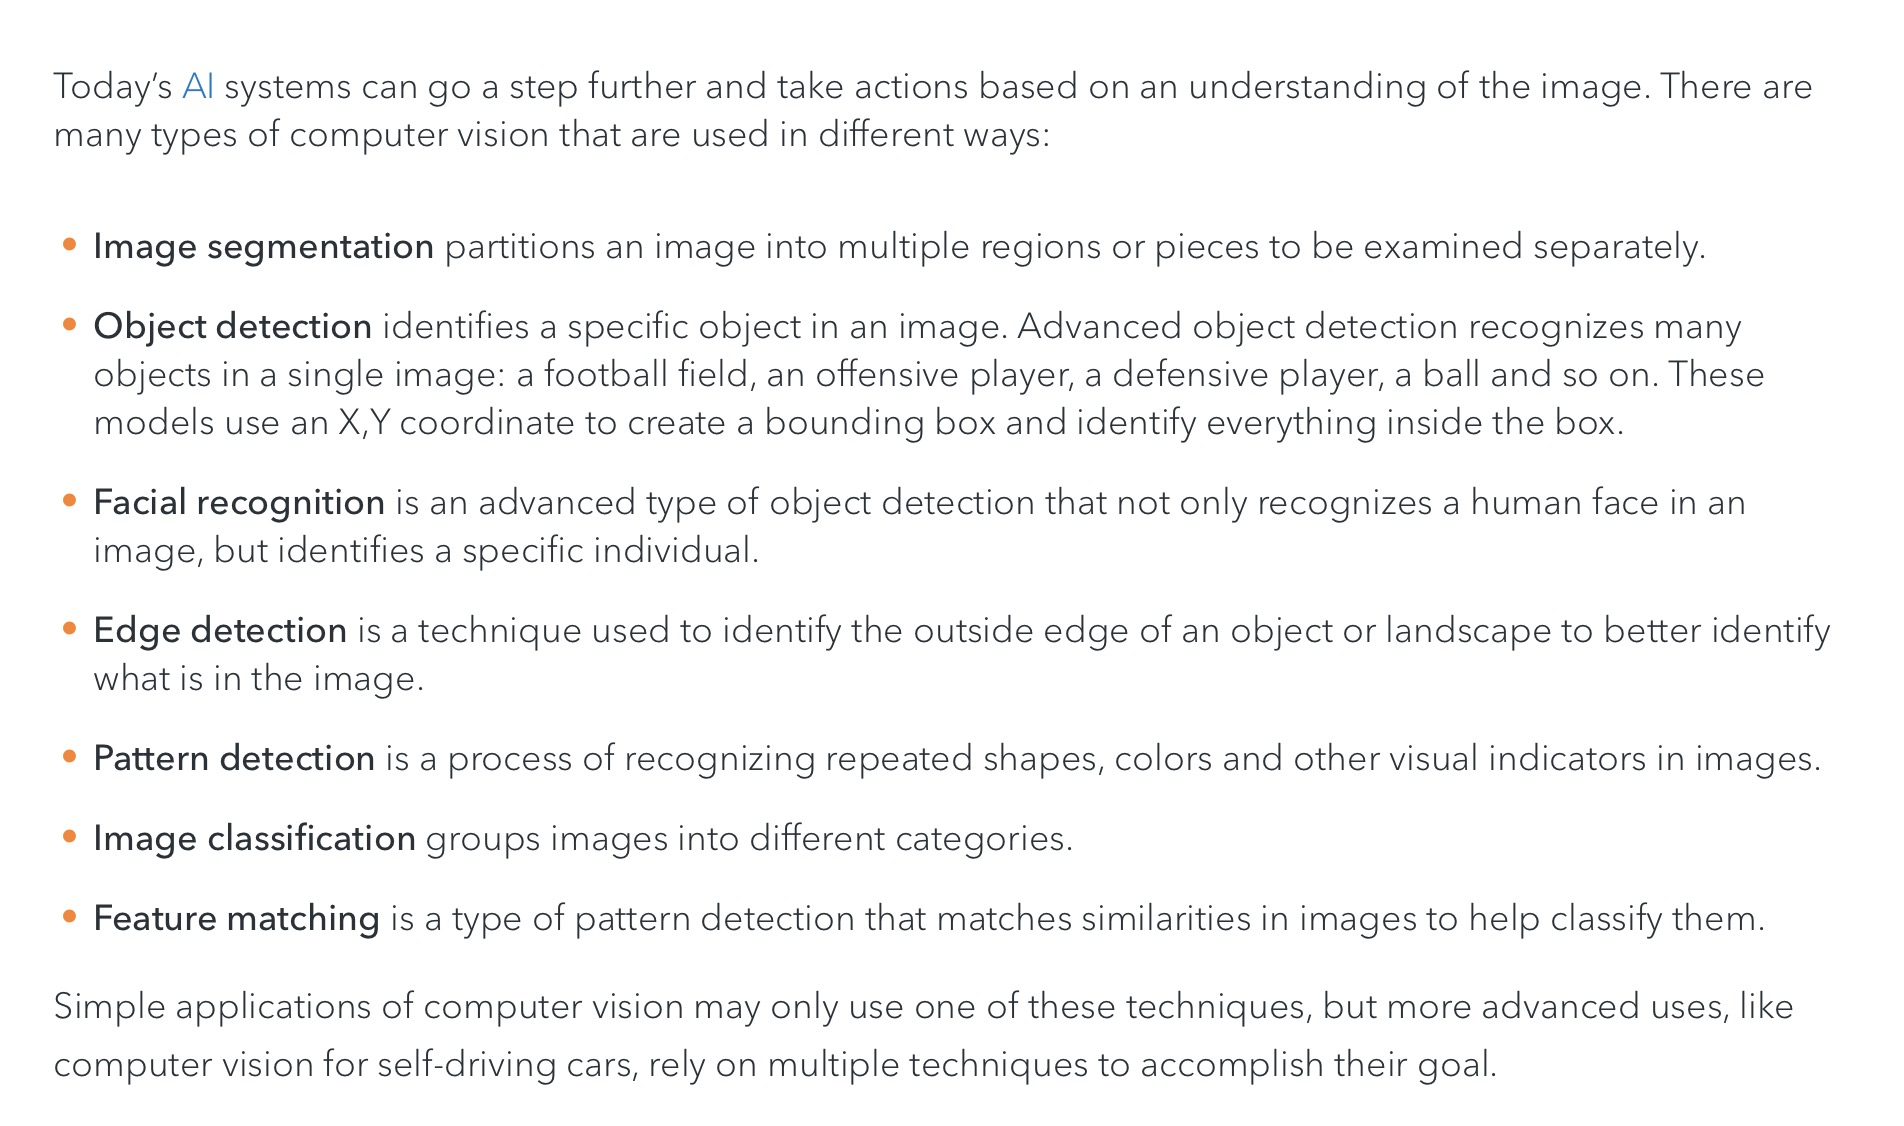 Today’s AI systems can go a step further and take actions based on an understanding of the image. There are
many types of computer vision that are used in different ways:
• Image segmentation partitions an image into multiple regions or pieces to be examined separately.
• Object detection identifies a specific object in an image. Advanced object detection recognizes many
objects in a single image: a football field, an offensive player, a defensive player, a ball and so on. These
models use an X,Y coordinate to create a bounding box and identify everything inside the box.
• Facial recognition is an advanced type of object detection that not only recognizes a human face in an
image, but identifies a specific individual.
• Edge detection is a technique used to identify the outside edge of an object or landscape to better identify
what is in the image.
• Pattern detection is a process of recognizing repeated shapes, colors and other visual indicators in images.
• Image classification groups images into different categories.
• Feature matching is a type of pattern detection that matches similarities in images to help classify them.
Simple applications of computer vision may only use one of these techniques, but more advanced uses, like
computer vision for self-driving cars, rely on multiple techniques to accomplish their goal.